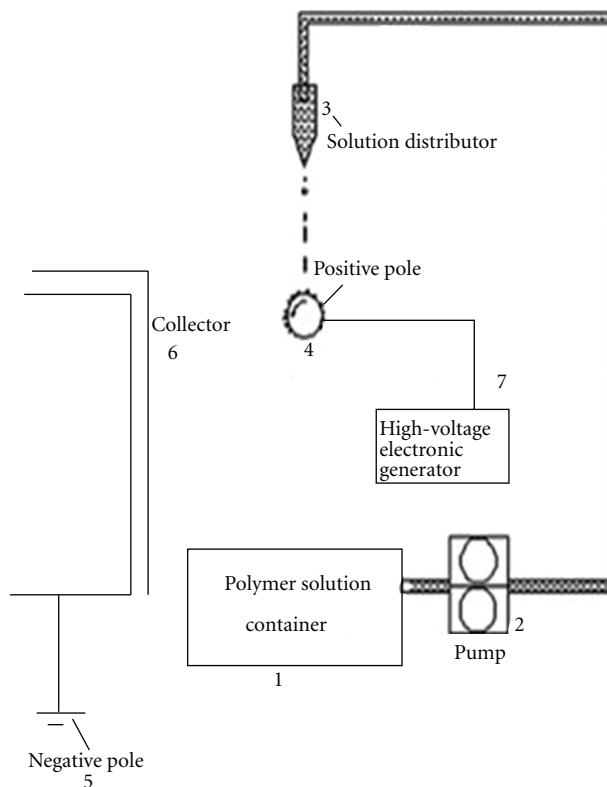 3
Solution distributor
Positive pole
4
Collector
6
7
High-voltage
electronic
generator
Polymer solution
container
1
2
Pump
Negative pole
5